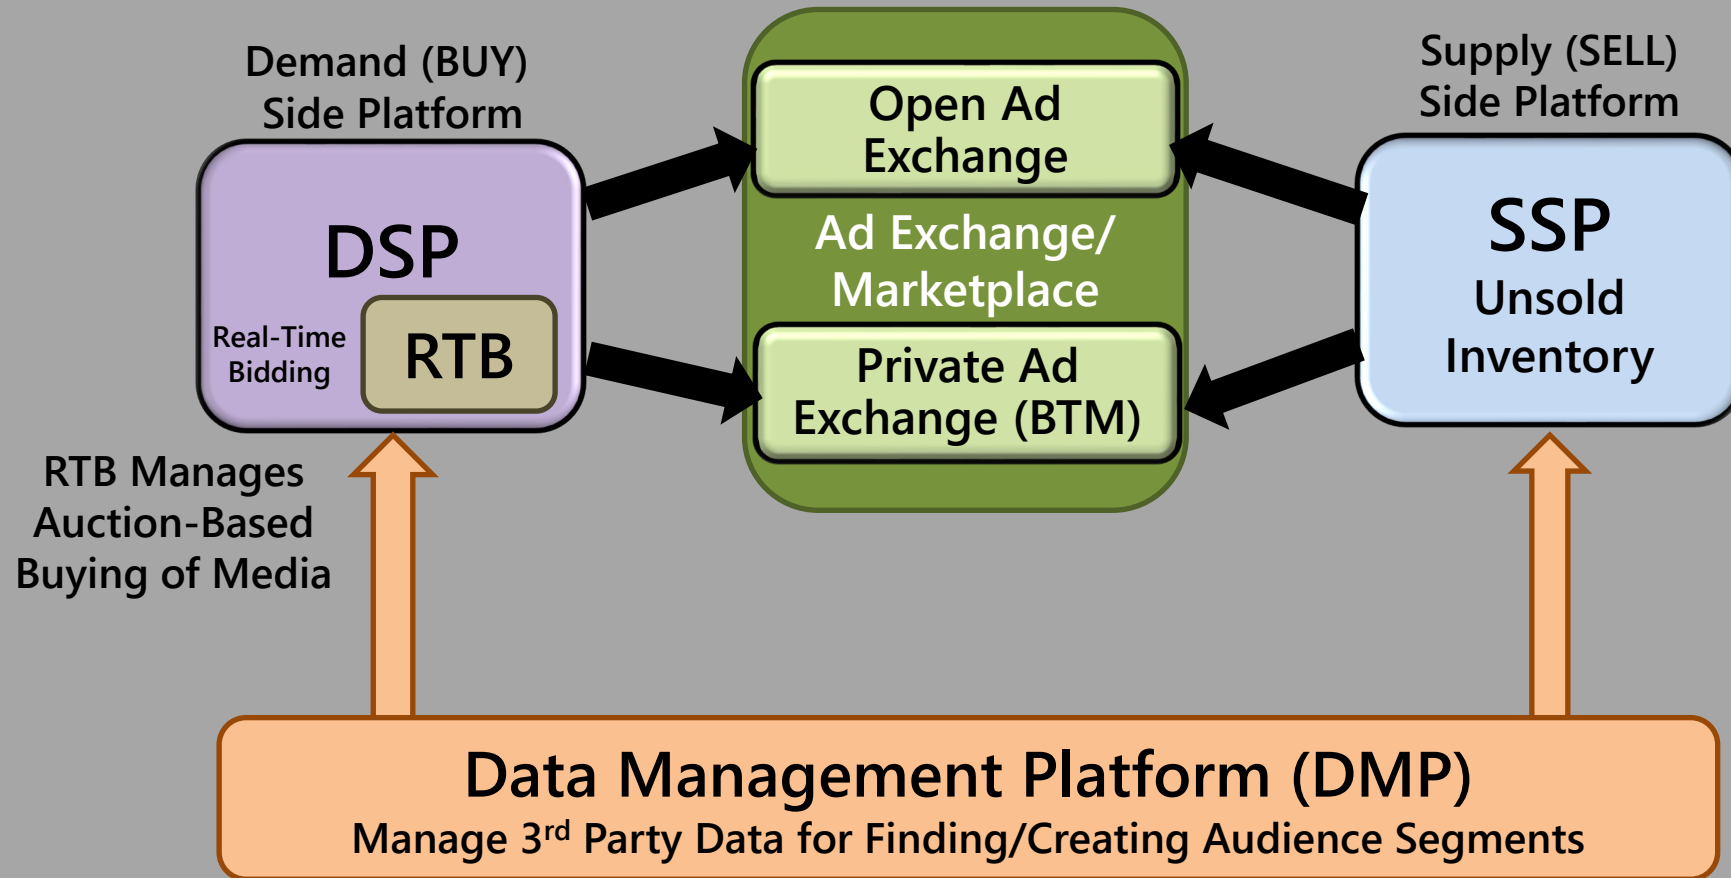 Demand (BUY)
Side Platform
DSP
Real-Time
Bidding
RTB
RTB Manages
Auction-Based
Buying of Media
Open Ad
Exchange
Ad Exchange/
Marketplace
Private Ad
Exchange (BTM)
Supply (SELL)
Side Platform
SSP
Unsold
Inventory
Data Management Platform (DMP)
Manage 3rd Party Data for Finding/Creating Audience Segments